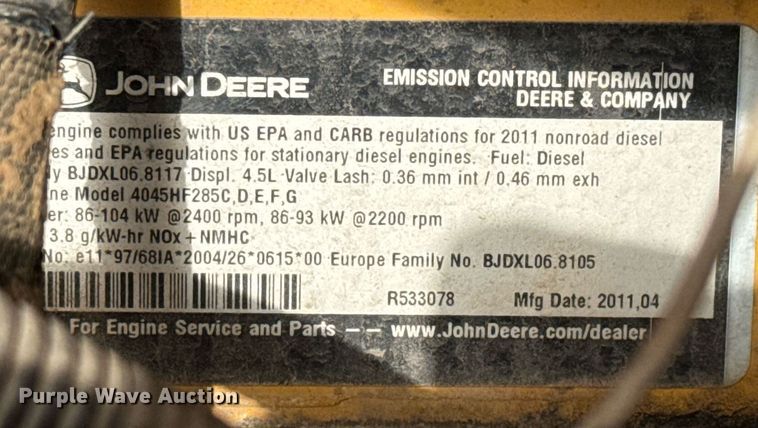 JOHN DEERE
EMISSION CONTROL INFORMATION
DEERE & COMPANY
engine complies with US EPA and CARB regulations for 2011 nonroad diesel
es and EPA regulations for stationary diesel engines. Fuel: Diesel
y BJDXL06.8117 Displ. 4.5L Valve Lash: 0.36 mm int / 0.46 mm exh
ne Model 4045HF285C,D,E,F,G
er: 86-104 kW @2400 rpm, 86-93 kW @2200 rpm
3.8 g/kW-hr NOx + NMHC
No: e11*97/68IA*2004/26*0615*00 Europe Family No. BJDXL06.8105
R533078 Mfg Date: 2011,04
For Engine Service and Parts -- www.JohnDeere.com/dealer
Purple Wave Auction